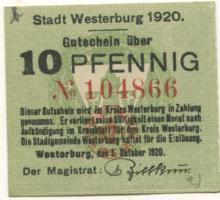 Stadt Westerburg 1920.
Gutschein über
10 PFENNIG
No 104866
Dieser Gutschein wird im Kreise Westerburg in Zahlung
genommen. Er verliert seine Gültigkeit einen Monat nach
Aufkündigung im Kreisblatt für den Kreis Westerburg.
Die Stadtgemeinde Westerburg haftet für die Einlösung.
Westerburg, den 1. Oktober 1920.
Der Magistrat: